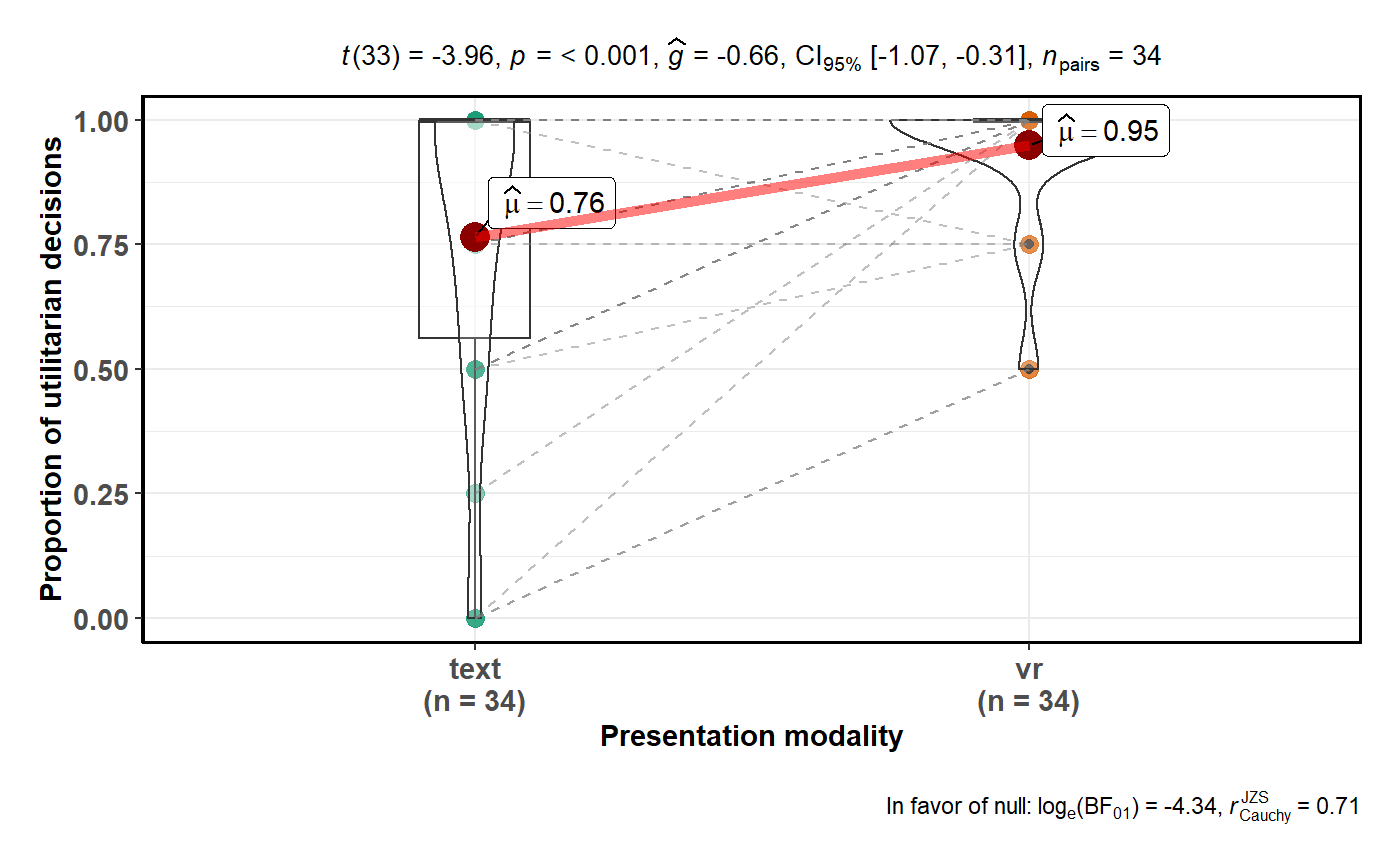 t(33) = -3.96, p = < 0.001, ĝ = -0.66, CI95% [-1.07, -0.31], npairs = 34
Proportion of utilitarian decisions
1.00
0.75
0.50
0.25
0.00
μ̂ = 0.76
μ̂ = 0.95
text
(n = 34)
vr
(n = 34)
Presentation modality
In favor of null: loge(BF01) = -4.34, r JZS Cauchy = 0.71